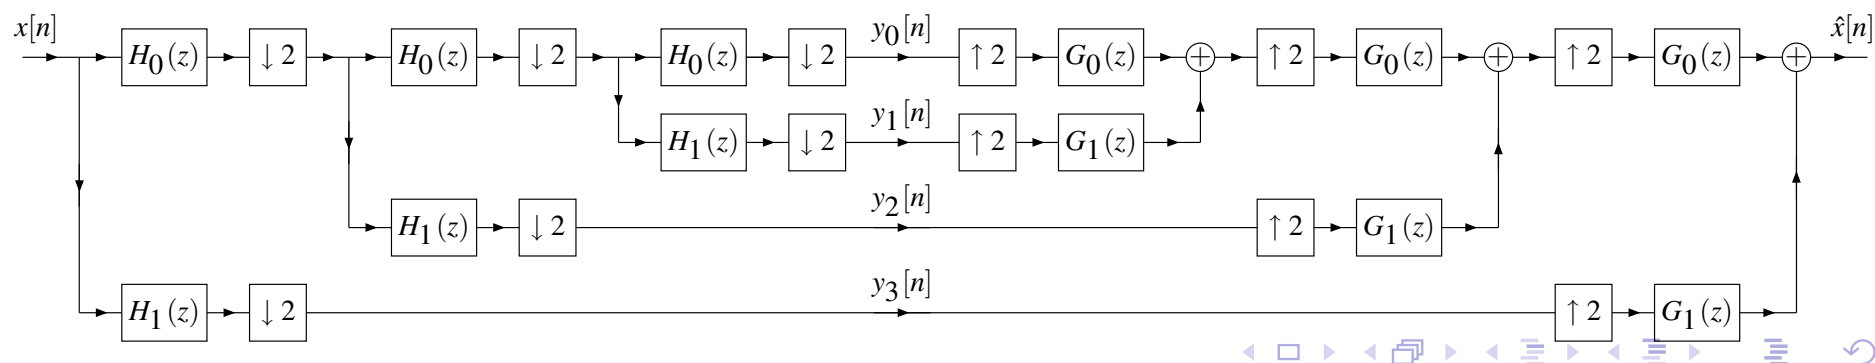 x[n] y₀[n] x̂[n]
H₀(z) ↓ 2 H₀(z) ↓ 2 H₀(z) ↓ 2 ↑ 2 G₀(z) + ↑ 2 G₀(z) + ↑ 2 G₀(z) +
y₁[n]
H₁(z) ↓ 2 ↑ 2 G₁(z)
y₂[n]
H₁(z) ↓ 2 ↑ 2 G₁(z)
y₃[n]
H₁(z) ↓ 2 ↑ 2 G₁(z)